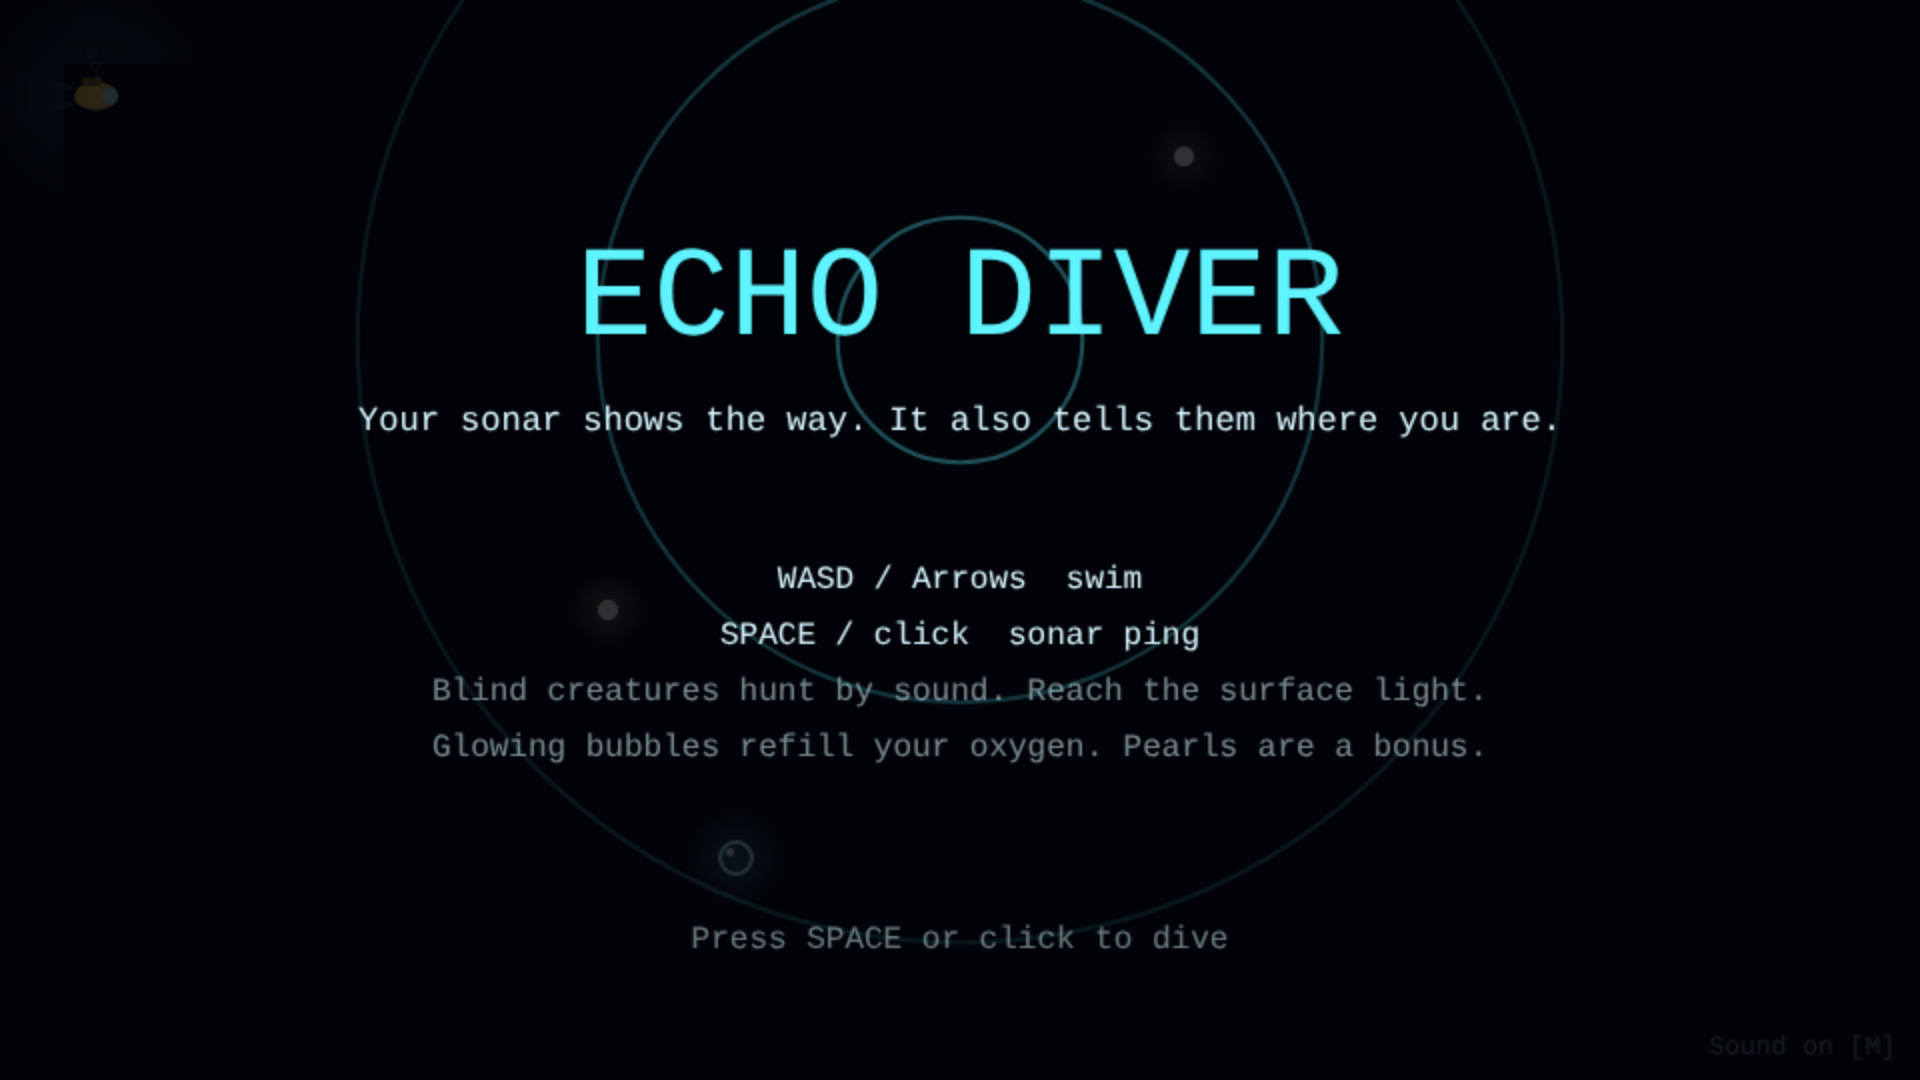 ECHO DIVER
Your sonar shows the way. It also tells them where you are.
WASD / Arrows  swim
SPACE / click  sonar ping
Blind creatures hunt by sound. Reach the surface light.
Glowing bubbles refill your oxygen. Pearls are a bonus.
Press SPACE or click to dive
Sound on [M]